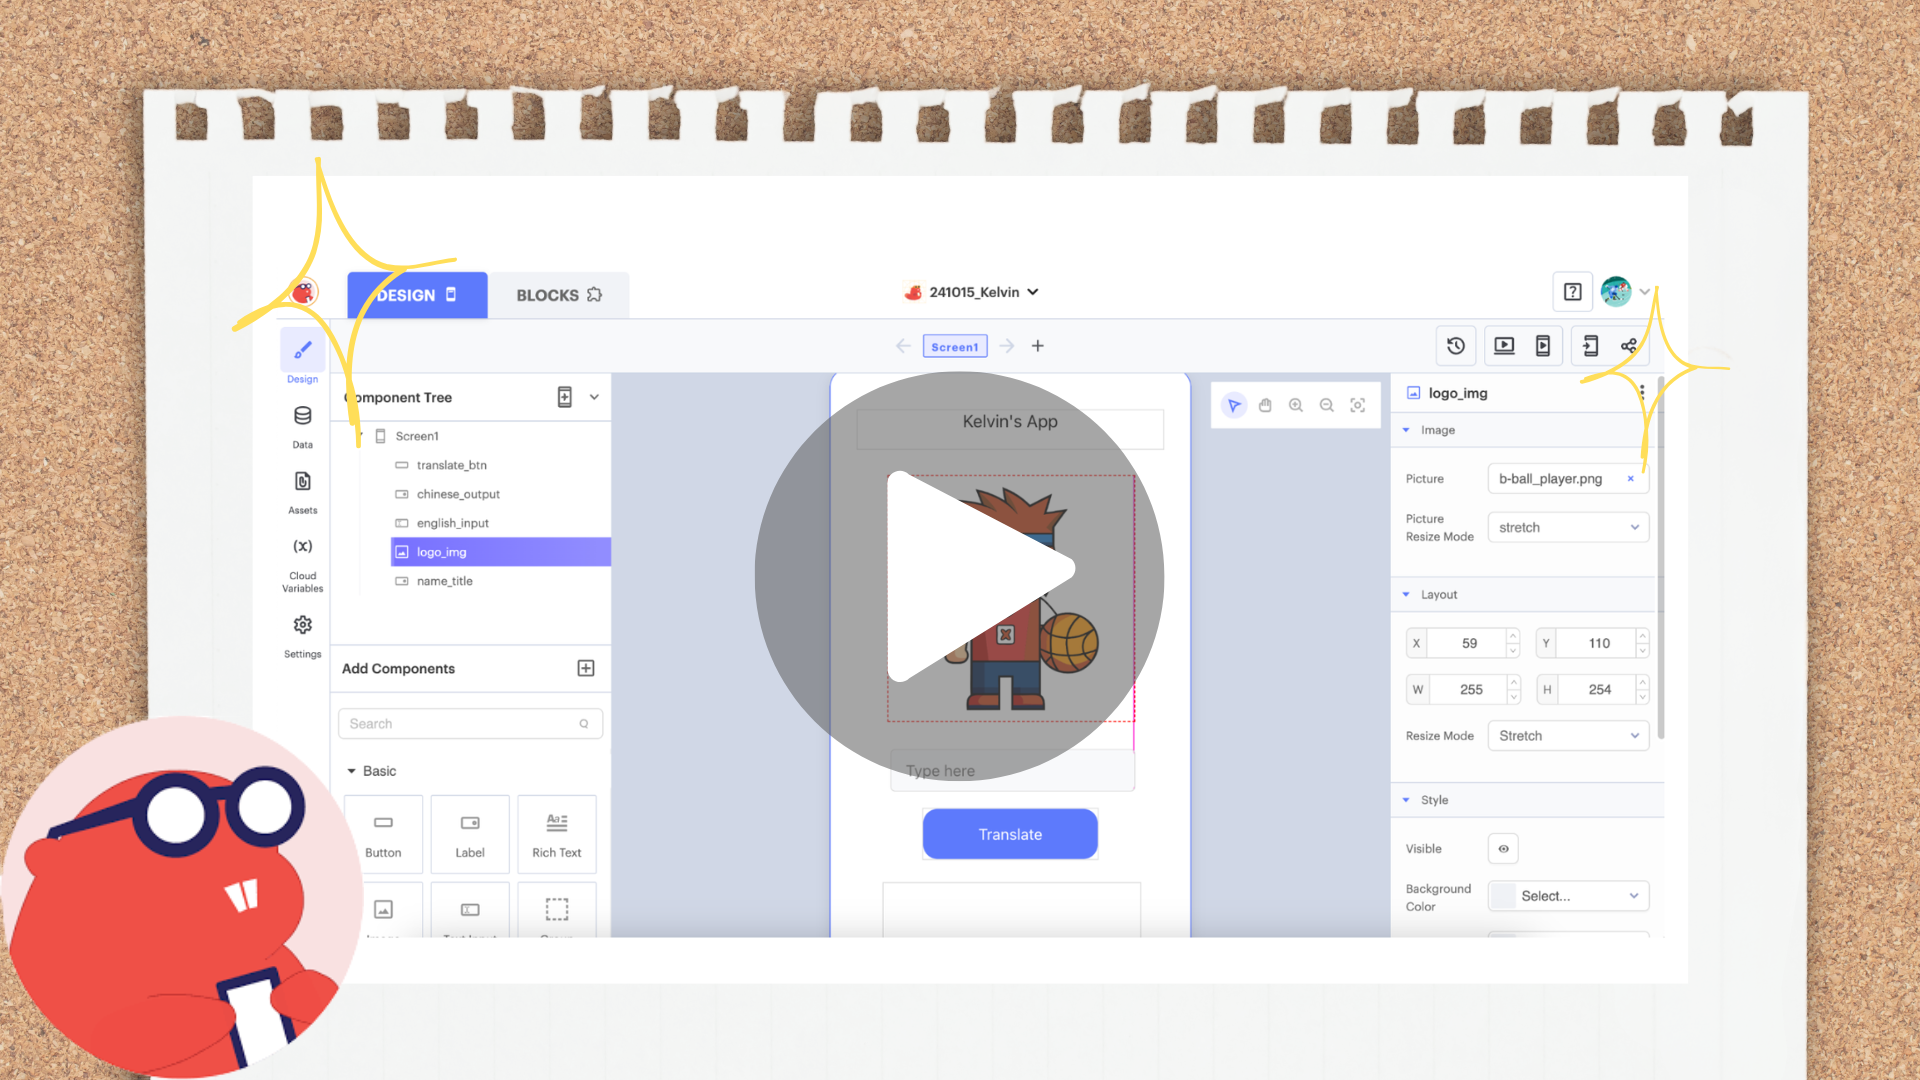 DESIGN
BLOCKS
241015_Kelvin
Screen1
Design
Data
Assets
(x)
Cloud
Variables
Settings
Component Tree
Screen1
translate_btn
chinese_output
english_input
logo_img
name_title
Add Components
Search
Basic
Button
Label
Aa
Rich Text
Kelvin's App
Type here
Translate
logo_img
Image
Picture
b-ball_player.png
×
Picture
Resize Mode
stretch
Layout
X
59
Y
110
W
255
H
254
Resize Mode
Stretch
Style
Visible
Background
Color
Select...